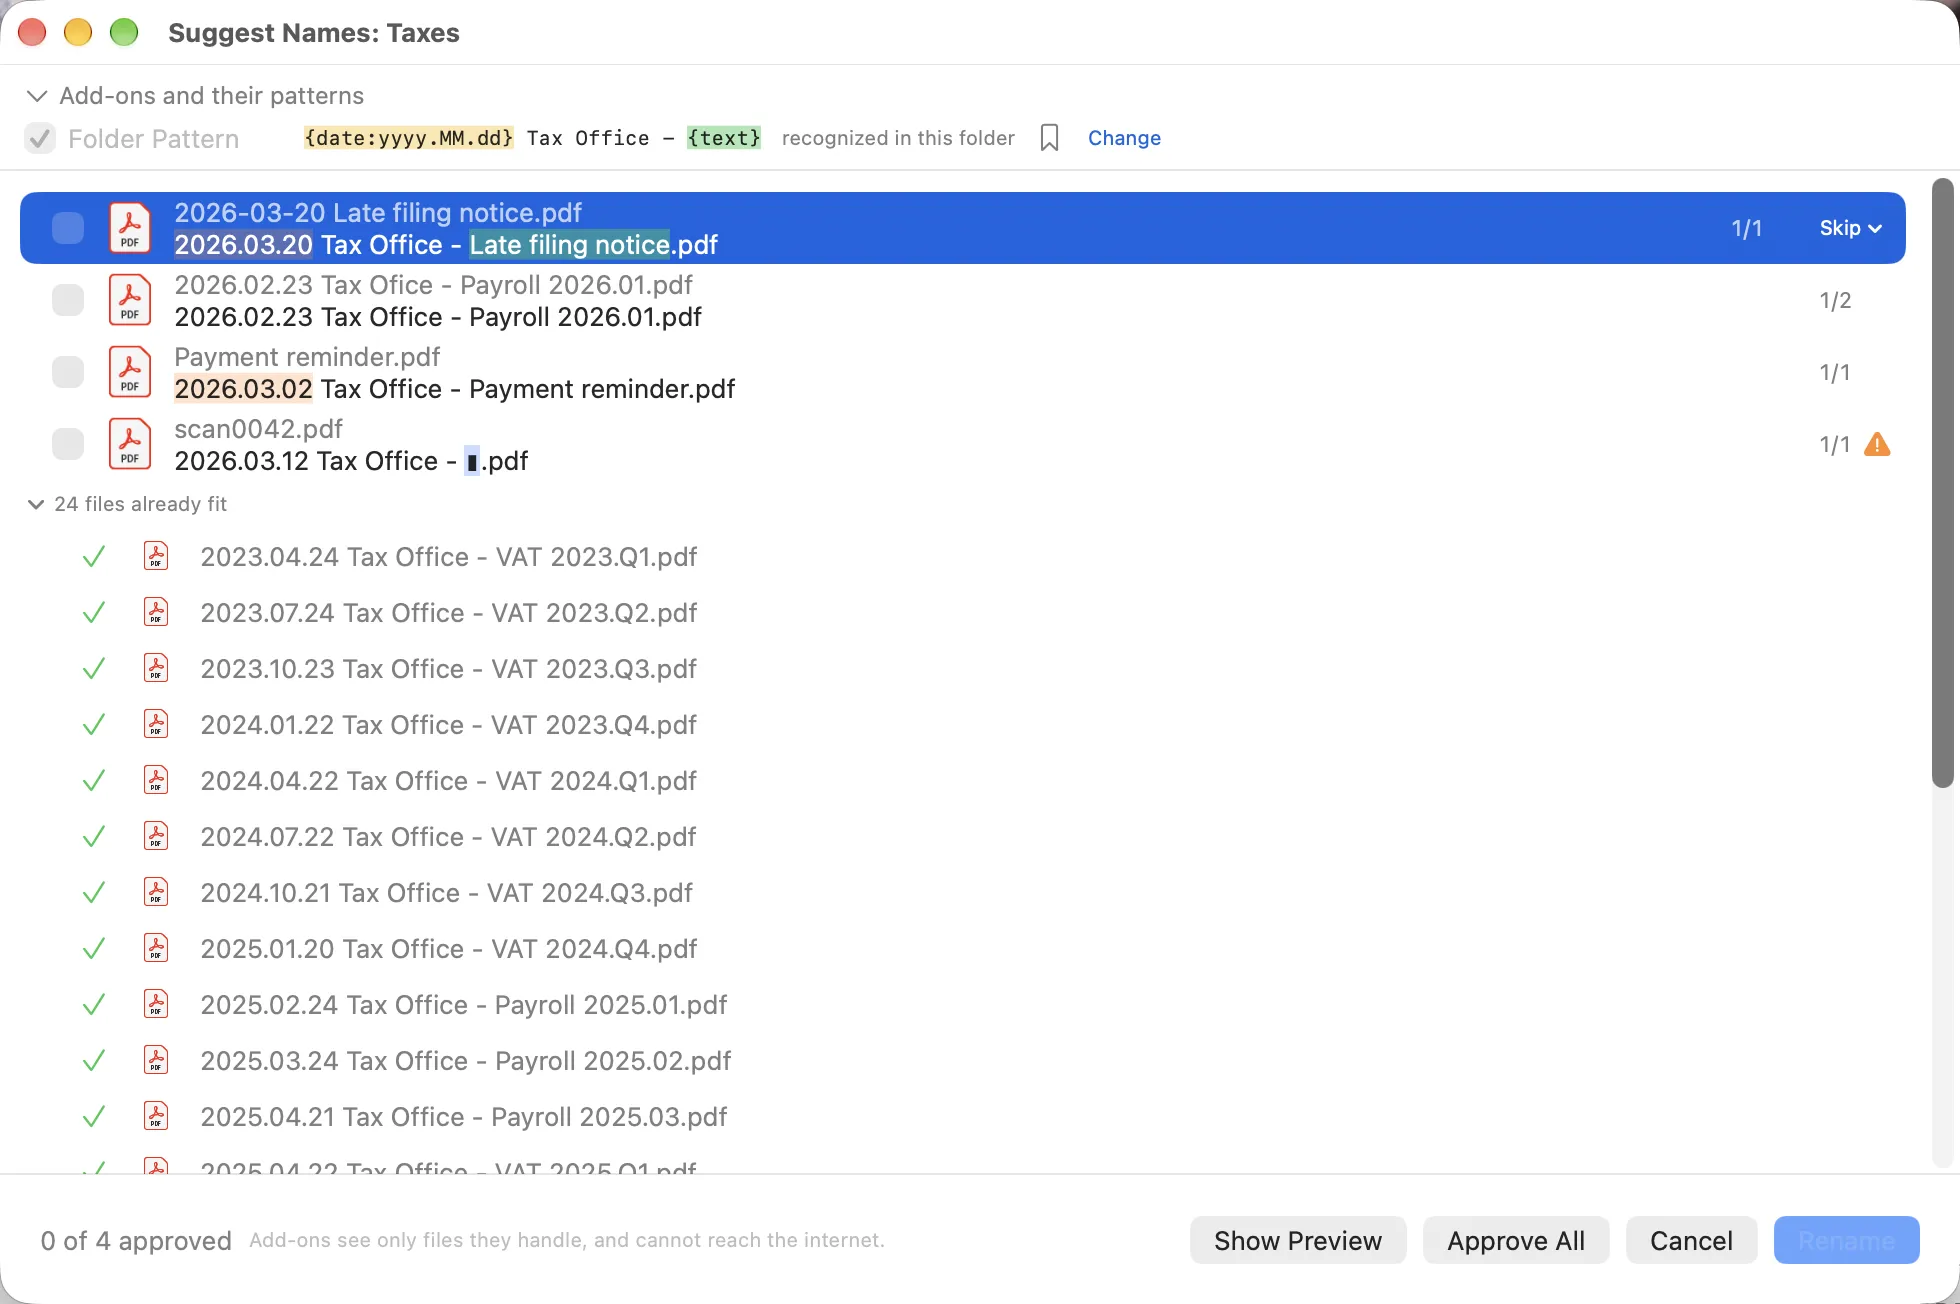 Suggest Names: Taxes
Add-ons and their patterns
Folder Pattern {date:yyyy.MM.dd} Tax Office – {text} recognized in this folder Change
2026-03-20 Late filing notice.pdf
2026.03.20 Tax Office - Late filing notice.pdf 1/1 Skip
2026.02.23 Tax Ofice - Payroll 2026.01.pdf
2026.02.23 Tax Office - Payroll 2026.01.pdf 1/2
Payment reminder.pdf
2026.03.02 Tax Office - Payment reminder.pdf 1/1
scan0042.pdf
2026.03.12 Tax Office - ▮.pdf 1/1
24 files already fit
2023.04.24 Tax Office - VAT 2023.Q1.pdf
2023.07.24 Tax Office - VAT 2023.Q2.pdf
2023.10.23 Tax Office - VAT 2023.Q3.pdf
2024.01.22 Tax Office - VAT 2023.Q4.pdf
2024.04.22 Tax Office - VAT 2024.Q1.pdf
2024.07.22 Tax Office - VAT 2024.Q2.pdf
2024.10.21 Tax Office - VAT 2024.Q3.pdf
2025.01.20 Tax Office - VAT 2024.Q4.pdf
2025.02.24 Tax Office - Payroll 2025.01.pdf
2025.03.24 Tax Office - Payroll 2025.02.pdf
2025.04.21 Tax Office - Payroll 2025.03.pdf
2025.04.22 Tax Office - VAT 2025.Q1.pdf
0 of 4 approved Add-ons see only files they handle, and cannot reach the internet. Show Preview Approve All Cancel Rename